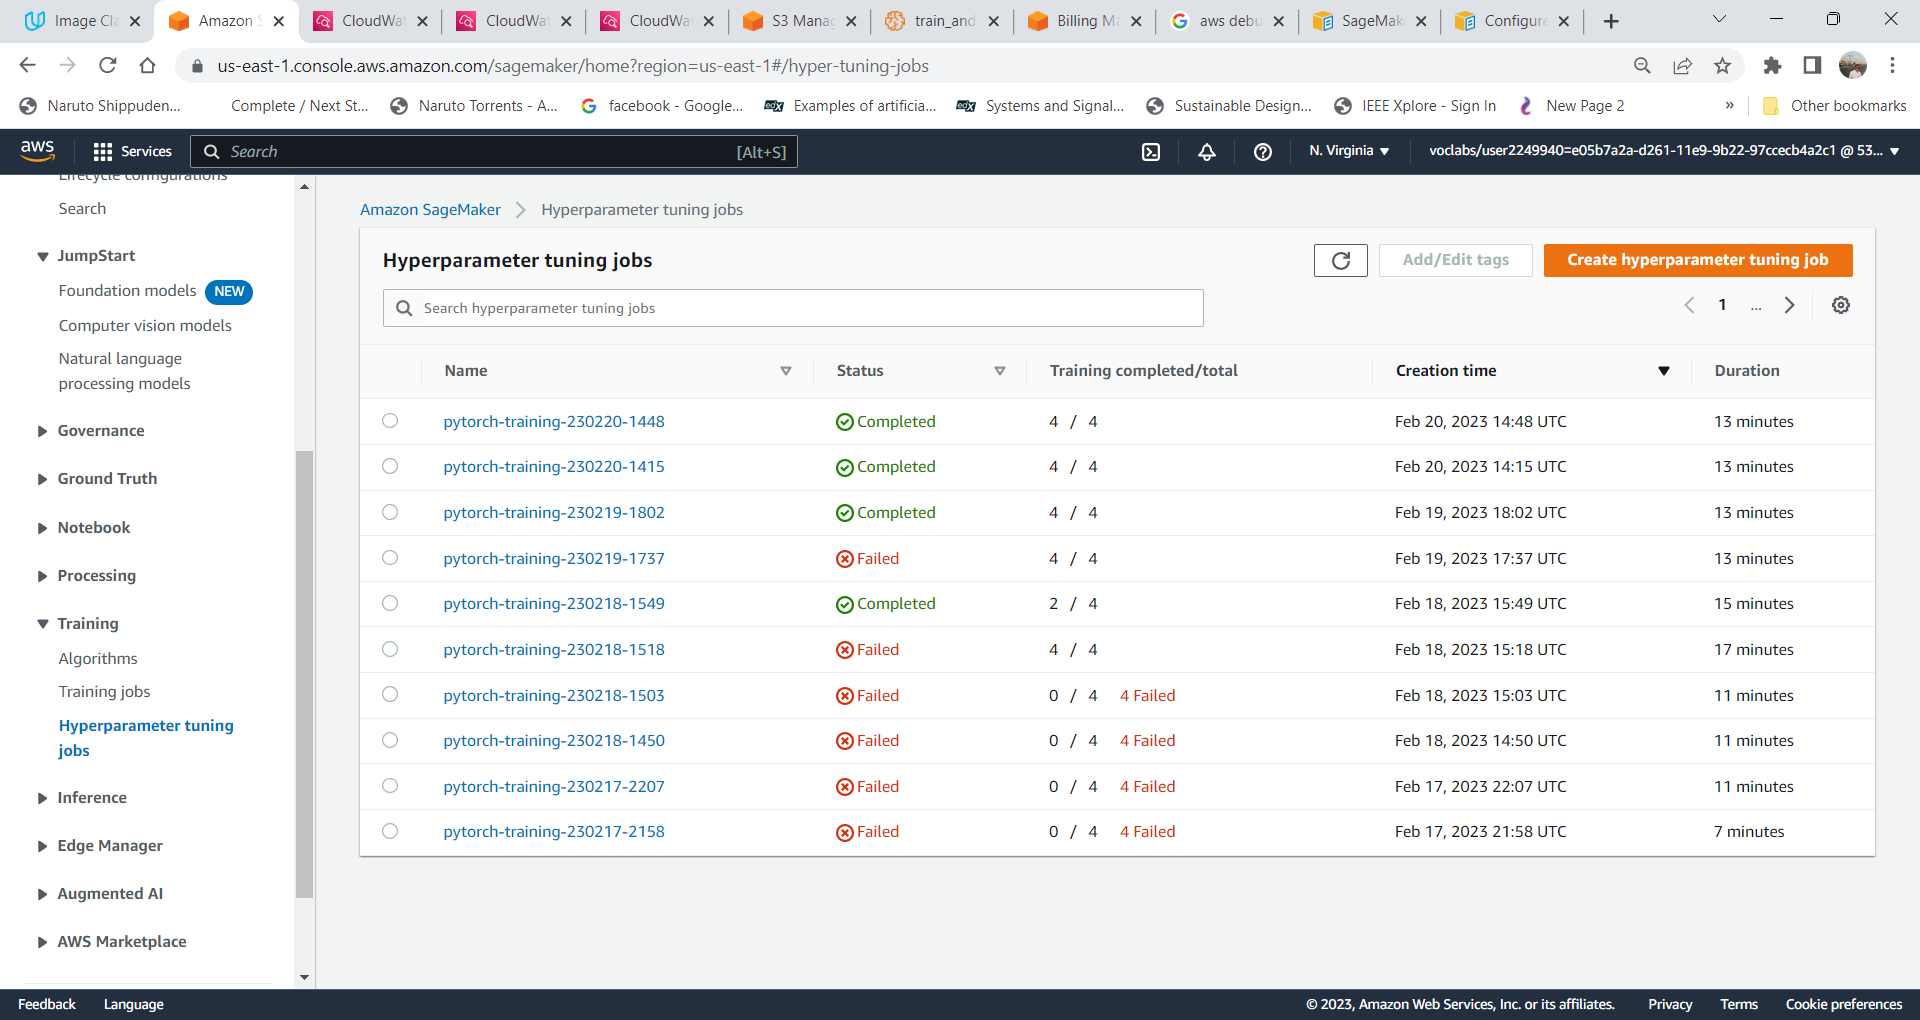 Image Cla
Amazon S
CloudWat
CloudWat
CloudWat
S3 Manag
train_and
Billing Ma
aws debu
SageMake
Configure
us-east-1.console.aws.amazon.com/sagemaker/home?region=us-east-1#/hyper-tuning-jobs
Naruto Shippuden...
Complete / Next St...
Naruto Torrents - A...
facebook - Google...
edX
Examples of artificia...
edX
Systems and Signal...
Sustainable Design...
IEEE Xplore - Sign In
New Page 2
»
Other bookmarks
aws
Services
Search
[Alt+S]
N. Virginia
voclabs/user2249940=e05b7a2a-d261-11e9-9b22-97ccecb4a2c1 @ 53...
Lifecycle configurations
Search
JumpStart
Foundation models NEW
Computer vision models
Natural language
processing models
Governance
Ground Truth
Notebook
Processing
Training
Algorithms
Training jobs
Hyperparameter tuning
jobs
Inference
Edge Manager
Augmented AI
AWS Marketplace
Amazon SageMaker
Hyperparameter tuning jobs
Hyperparameter tuning jobs
Add/Edit tags
Create hyperparameter tuning job
Search hyperparameter tuning jobs
1 ...
Name Status Training completed/total Creation time Duration
pytorch-training-230220-1448 Completed 4 / 4 Feb 20, 2023 14:48 UTC 13 minutes
pytorch-training-230220-1415 Completed 4 / 4 Feb 20, 2023 14:15 UTC 13 minutes
pytorch-training-230219-1802 Completed 4 / 4 Feb 19, 2023 18:02 UTC 13 minutes
pytorch-training-230219-1737 Failed 4 / 4 Feb 19, 2023 17:37 UTC 13 minutes
pytorch-training-230218-1549 Completed 2 / 4 Feb 18, 2023 15:49 UTC 15 minutes
pytorch-training-230218-1518 Failed 4 / 4 Feb 18, 2023 15:18 UTC 17 minutes
pytorch-training-230218-1503 Failed 0 / 4 4 Failed Feb 18, 2023 15:03 UTC 11 minutes
pytorch-training-230218-1450 Failed 0 / 4 4 Failed Feb 18, 2023 14:50 UTC 11 minutes
pytorch-training-230217-2207 Failed 0 / 4 4 Failed Feb 17, 2023 22:07 UTC 11 minutes
pytorch-training-230217-2158 Failed 0 / 4 4 Failed Feb 17, 2023 21:58 UTC 7 minutes
Feedback
Language
© 2023, Amazon Web Services, Inc. or its affiliates.
Privacy
Terms
Cookie preferences